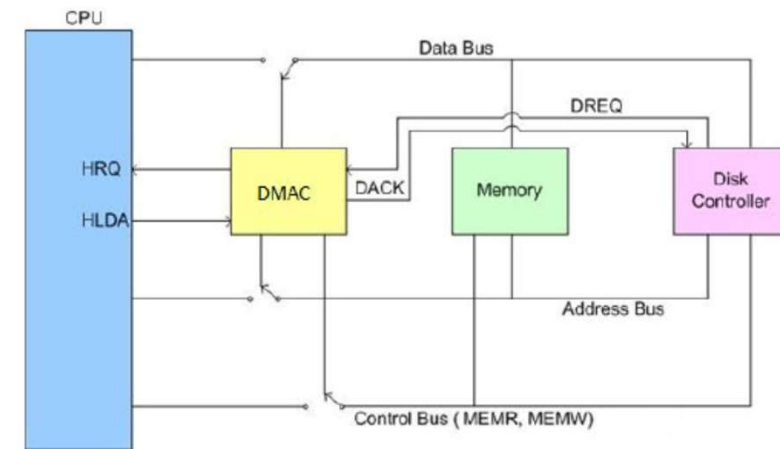 CPU
Data Bus
DREQ
HRQ
DMAC
DACK
Memory
Disk
Controller
HLDA
Address Bus
Control Bus ( MEMR, MEMW)